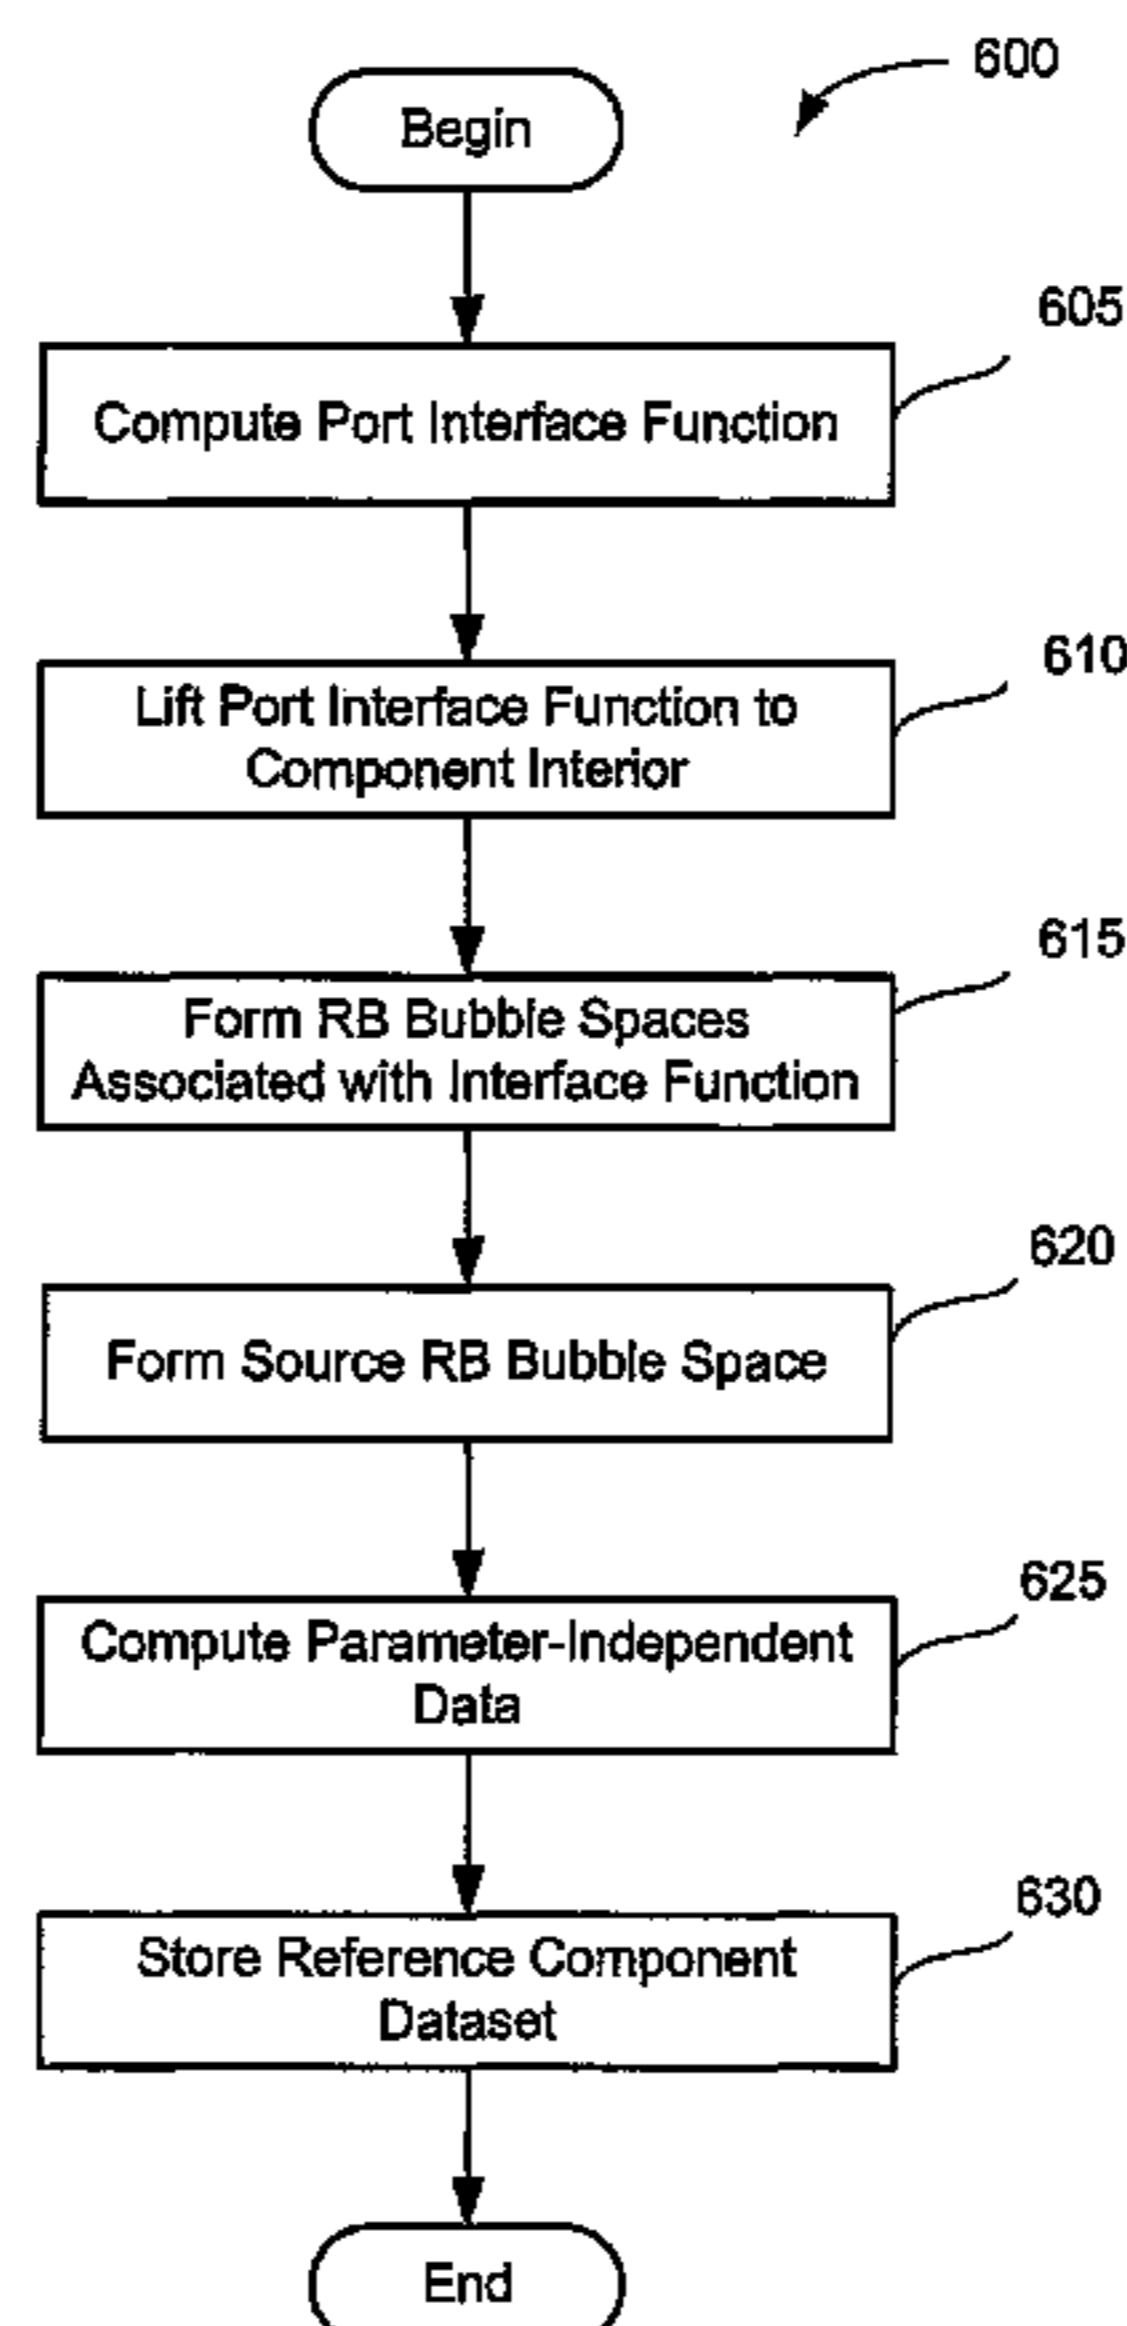 600
Begin
605
Compute Port Interface Function
610
Lift Port Interface Function to
Component Interior
615
Form RB Bubble Spaces
Associated with Interface Function
620
Form Source RB Bubble Space
625
Compute Parameter-Independent
Data
630
Store Reference Component
Dataset
End